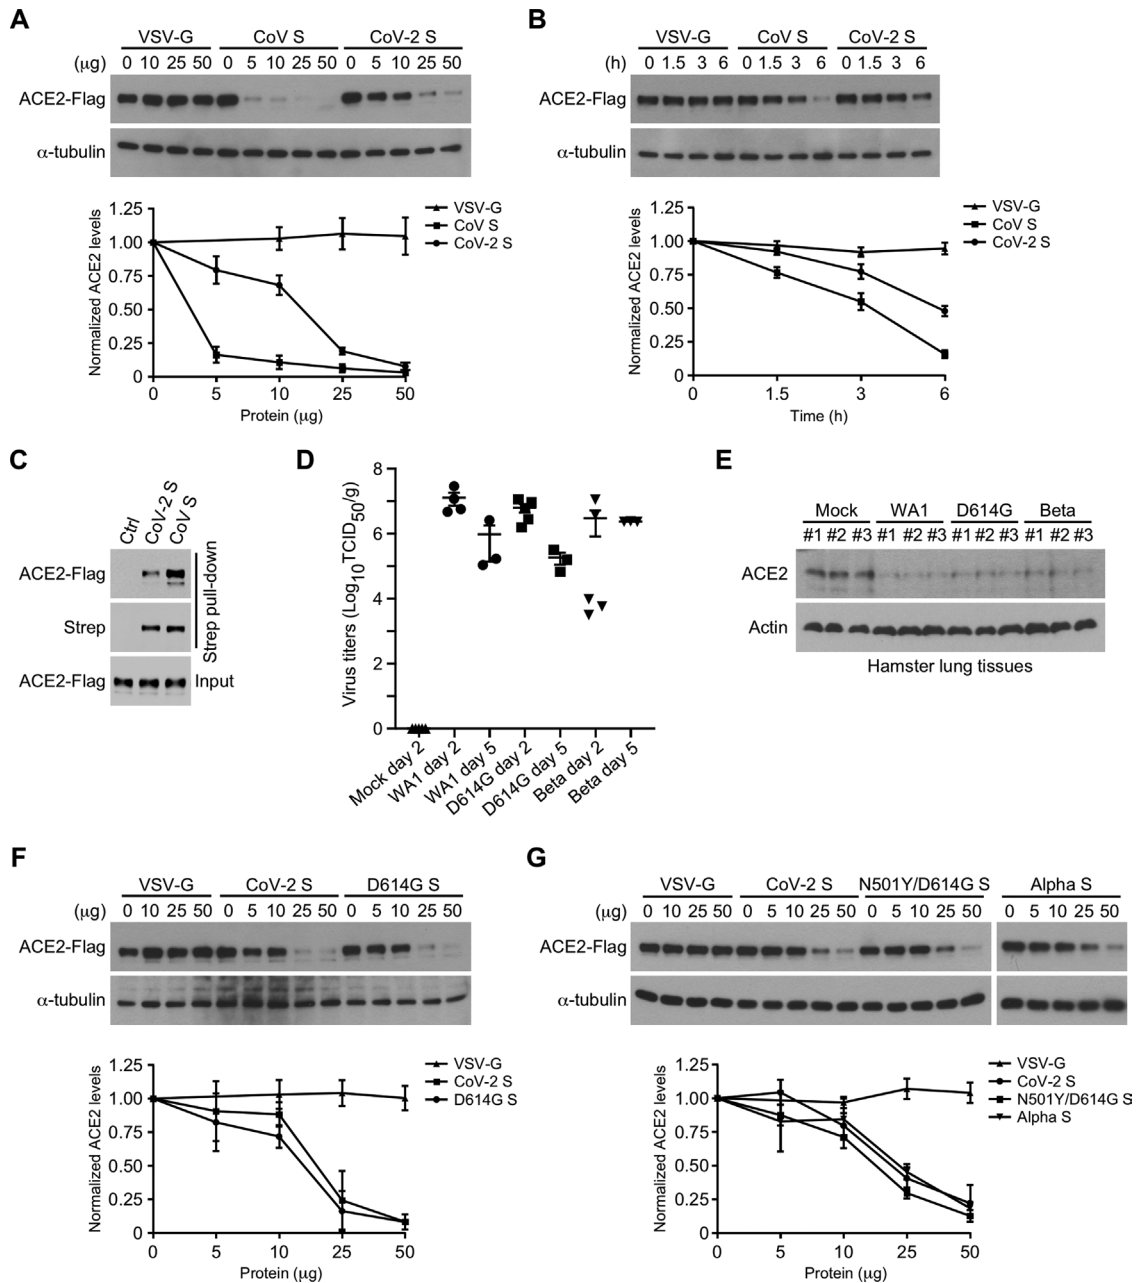 A
VSV-G CoV S CoV-2 S
(μg) 0 10 25 50 0 5 10 25 50 0 5 10 25 50
ACE2-Flag
α-tubulin
1.25
1.00
0.75
0.50
0.25
0
Normalized ACE2 levels
VSV-G
CoV S
CoV-2 S
0 5 10 25 50
Protein (μg)
B
VSV-G CoV S CoV-2 S
(h) 0 1.5 3 6 0 1.5 3 6 0 1.5 3 6
ACE2-Flag
α-tubulin
1.25
1.00
0.75
0.50
0.25
0
Normalized ACE2 levels
VSV-G
CoV S
CoV-2 S
0 1.5 3 6
Time (h)
C
Ctrl CoV-2 S CoV S
ACE2-Flag
Strep
Strep pull-down
ACE2-Flag Input
D
8
6
4
2
0
Virus titers (Log10TCID50/g)
Mock day 2
WA1 day 2
WA1 day 5
D614G day 2
D614G day 5
Beta day 2
Beta day 5
E
Mock WA1 D614G Beta
#1 #2 #3 #1 #2 #3 #1 #2 #3 #1 #2 #3
ACE2
Actin
Hamster lung tissues
F
VSV-G CoV-2 S D614G S
(μg) 0 10 25 50 0 5 10 25 50 0 5 10 25 50
ACE2-Flag
α-tubulin
1.25
1.00
0.75
0.50
0.25
0
Normalized ACE2 levels
VSV-G
CoV-2 S
D614G S
0 5 10 25 50
Protein (μg)
G
VSV-G CoV-2 S N501Y/D614G S Alpha S
(μg) 0 10 25 50 0 5 10 25 50 0 5 10 25 50 0 5 10 25 50
ACE2-Flag
α-tubulin
1.25
1.00
0.75
0.50
0.25
0
Normalized ACE2 levels
VSV-G
CoV-2 S
N501Y/D614G S
Alpha S
0 5 10 25 50
Protein (μg)